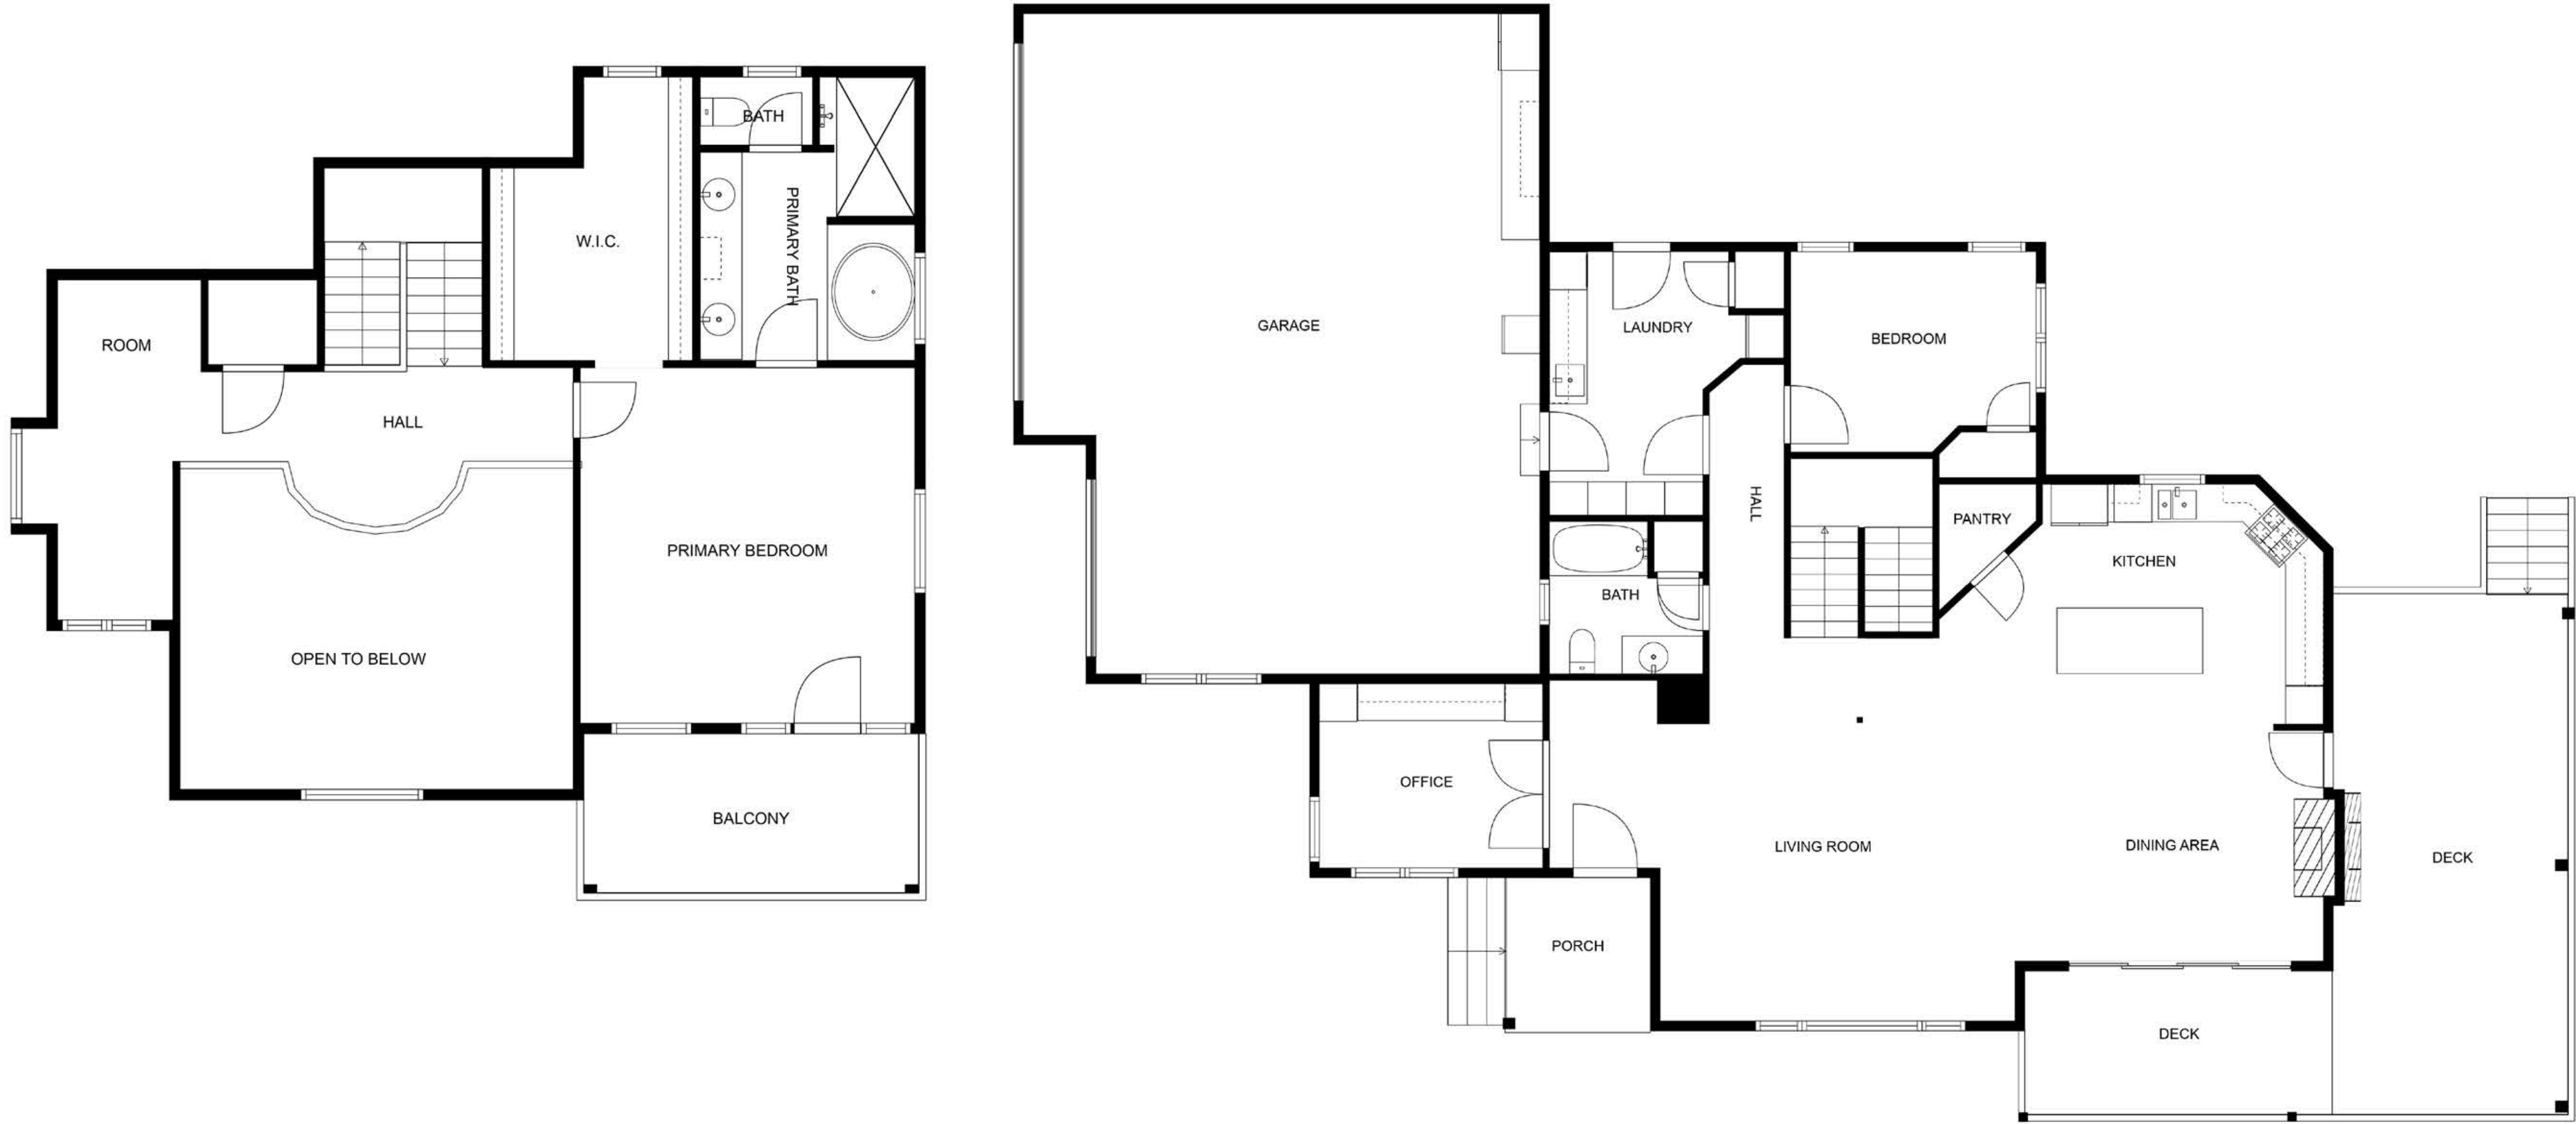 BATH
PRIMARY BATH
W.I.C.
ROOM
HALL
PRIMARY BEDROOM
OPEN TO BELOW
BALCONY
GARAGE
LAUNDRY
BEDROOM
HALL
PANTRY
KITCHEN
BATH
OFFICE
LIVING ROOM
DINING AREA
DECK
PORCH
DECK